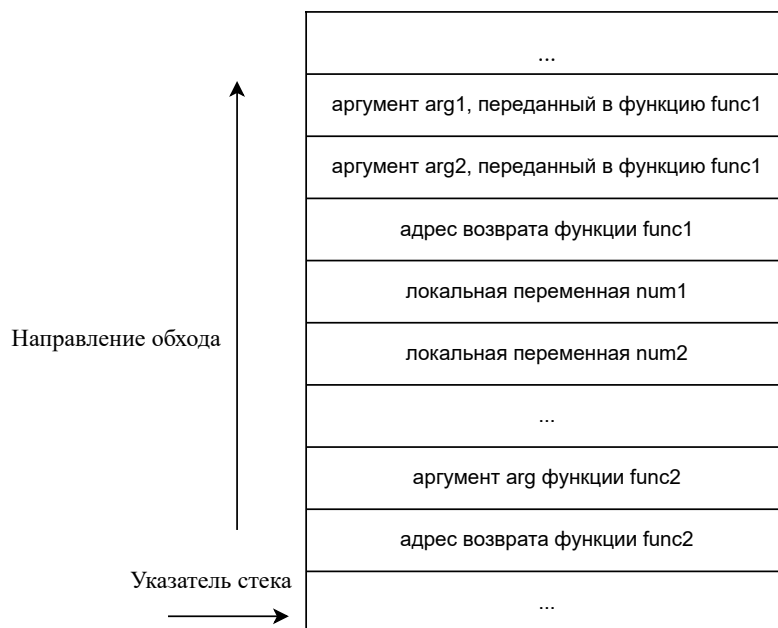 ...
аргумент arg1, переданный в функцию func1
аргумент arg2, переданный в функцию func1
адрес возврата функции func1
локальная переменная num1
Направление обхода
локальная переменная num2
...
аргумент arg функции func2
адрес возврата функции func2
Указатель стека
...